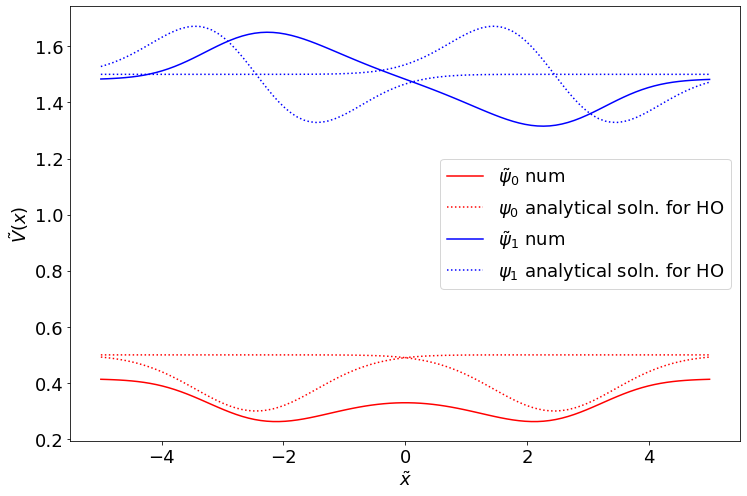 1.6
1.4
1.2
1.0
0.8
0.6
0.4
0.2
Ṽ(x)
ψ̃₀ num
ψ₀ analytical soln. for HO
ψ̃₁ num
ψ₁ analytical soln. for HO
−4 −2 0 2 4
x̃